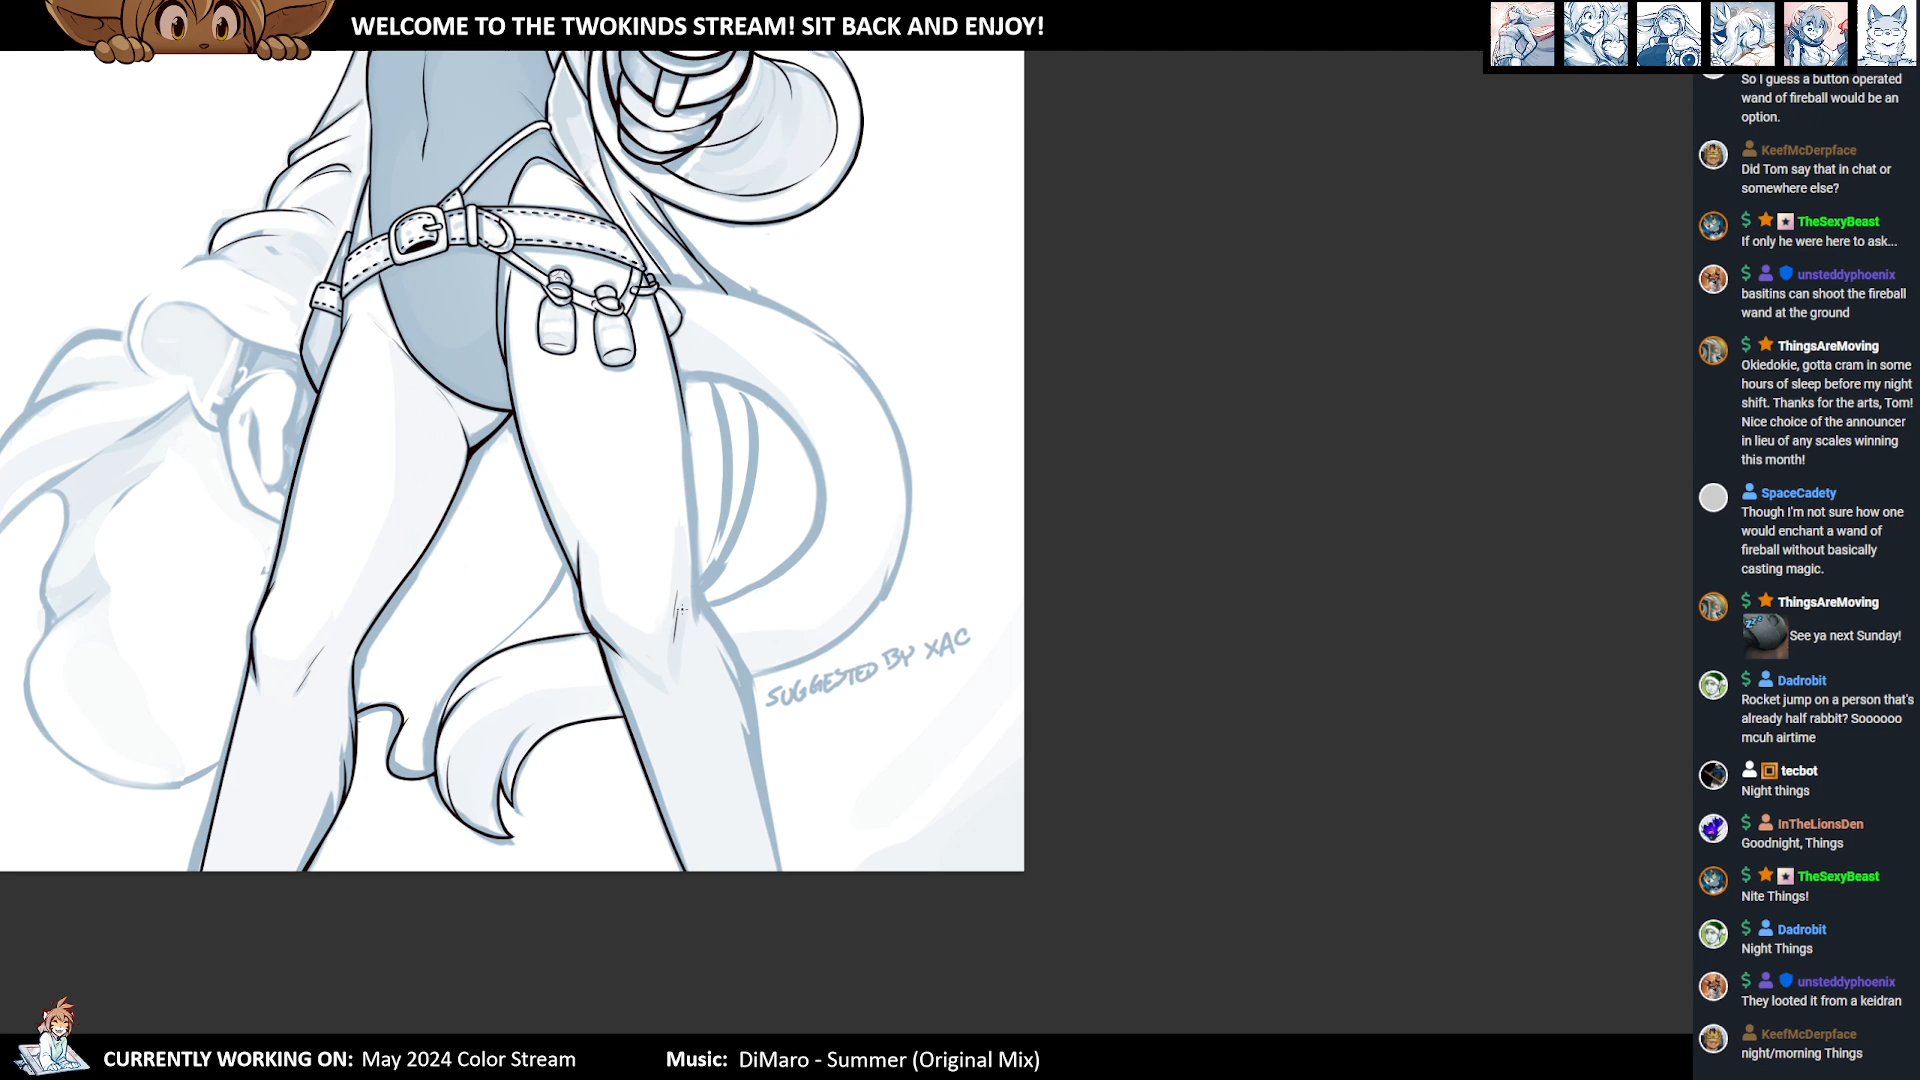 WELCOME TO THE TWOKINDS STREAM! SIT BACK AND ENJOY!
So I guess a button operated
wand of fireball would be an
option.
KeefMcDerpface
Did Tom say that in chat or
somewhere else?
TheSexyBeast
If only he were here to ask...
unsteddyphoenix
basitins can shoot the fireball
wand at the ground
ThingsAreMoving
Okiedokie, gotta cram in some
hours of sleep before my night
shift. Thanks for the arts, Tom!
Nice choice of the announcer
in lieu of any scales winning
this month!
SpaceCadety
Though I'm not sure how one
would enchant a wand of
fireball without basically
casting magic.
ThingsAreMoving
See ya next Sunday!
Dadrobit
Rocket jump on a person that's
already half rabbit? Soooooo
mcuh airtime
tecbot
Night things
InTheLionsDen
Goodnight, Things
TheSexyBeast
Nite Things!
Dadrobit
Night Things
unsteddyphoenix
They looted it from a keidran
KeefMcDerpface
night/morning Things
SUGGESTED BY XAC
CURRENTLY WORKING ON: May 2024 Color Stream
Music: DiMaro - Summer (Original Mix)